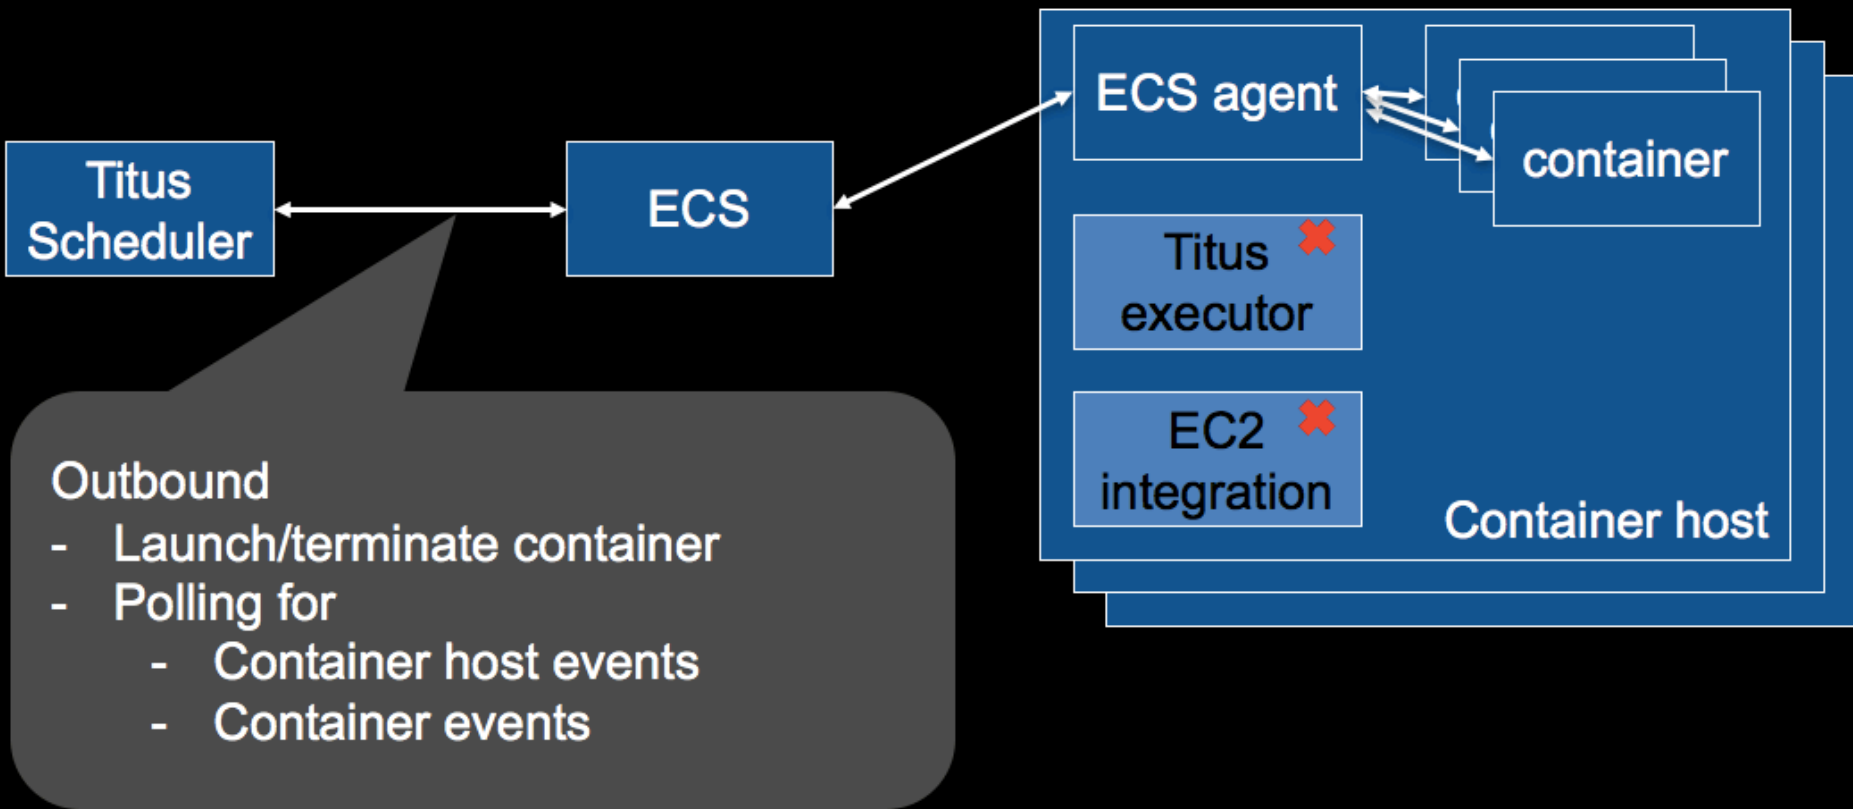 Titus
Scheduler
ECS
ECS agent
container
Titus
executor
EC2
integration
Container host
Outbound
- Launch/terminate container
- Polling for
- Container host events
- Container events